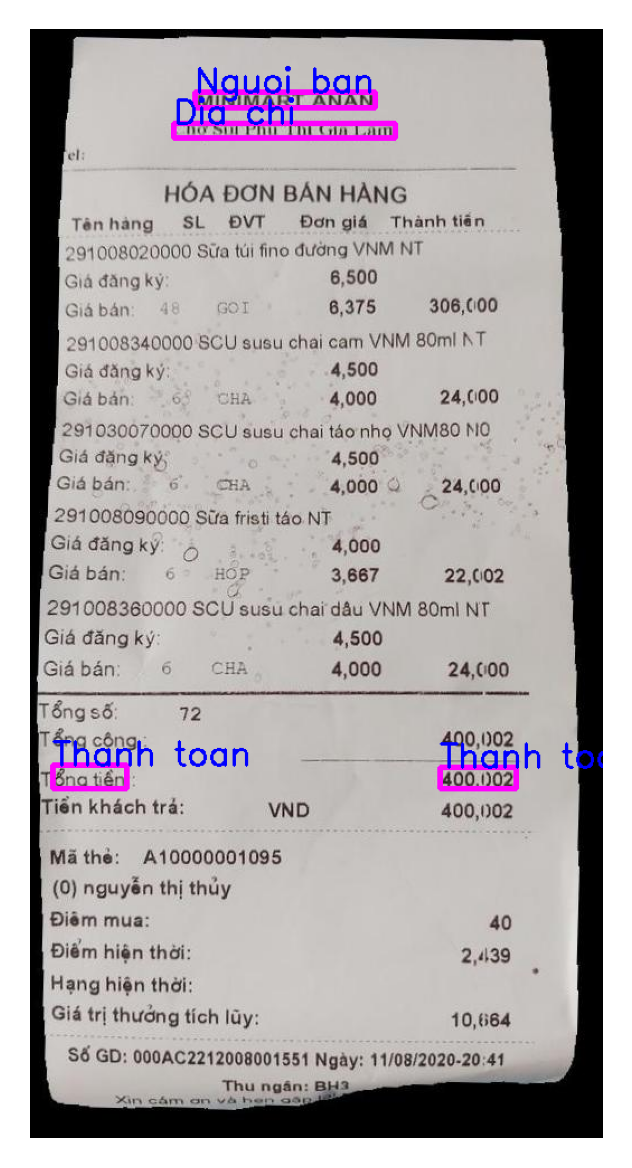 Nguoi ban
MINIMART ANAN
Dia chi
Chợ Sủi Phú Thị Gia Lâm
Tel:
HÓA ĐƠN BÁN HÀNG
Tên hàng SL ĐVT Đơn giá Thành tiền
291008020000 Sữa túi fino đường VNM NT
Giá đăng ký: 6,500
Giá bán: 48 GOI 6,375 306,000
291008340000 SCU susu chai cam VNM 80ml NT
Giá đăng ký: 4,500
Giá bán: 6 CHA 4,000 24,000
291030070000 SCU susu chai táo nho VNM80 N0
Giá đăng ký: 4,500
Giá bán: 6 CHA 4,000 24,000
291008090000 Sữa fristi táo NT
Giá đăng ký: 4,000
Giá bán: 6 HOP 3,667 22,002
291008360000 SCU susu chai dâu VNM 80ml NT
Giá đăng ký: 4,500
Giá bán: 6 CHA 4,000 24,000
Tổng số: 72
Tổng cộng : 400,002
Thanh toan Thanh to
Tổng tiền : 400,002
Tiền khách trả: VND 400,002
Mã thẻ: A10000001095
(0) nguyễn thị thủy
Điểm mua: 40
Điểm hiện thời: 2,439
Hạng hiện thời:
Giá trị thưởng tích lũy: 10,664
Số GD: 000AC2212008001551 Ngày: 11/08/2020-20:41
Thu ngân: BH3
Xin cảm ơn và hẹn gặp lại